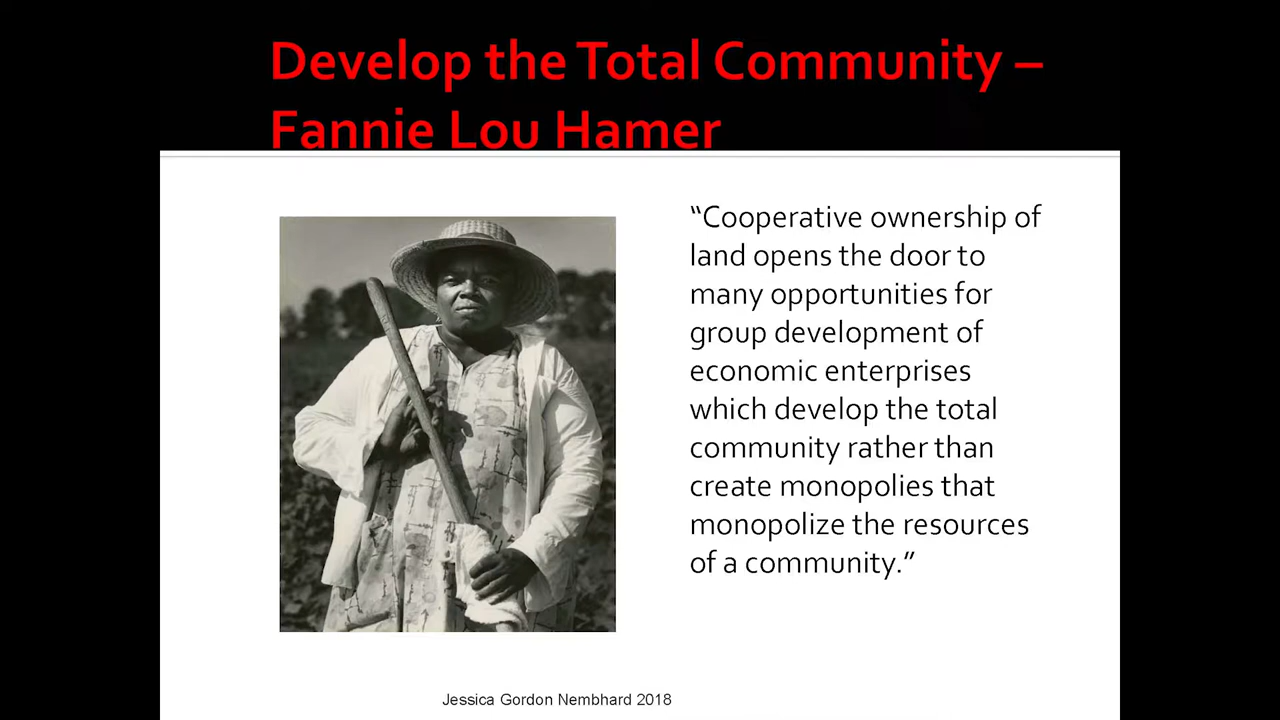 Develop the Total Community –
Fannie Lou Hamer
“Cooperative ownership of
land opens the door to
many opportunities for
group development of
economic enterprises
which develop the total
community rather than
create monopolies that
monopolize the resources
of a community.”
Jessica Gordon Nembhard 2018